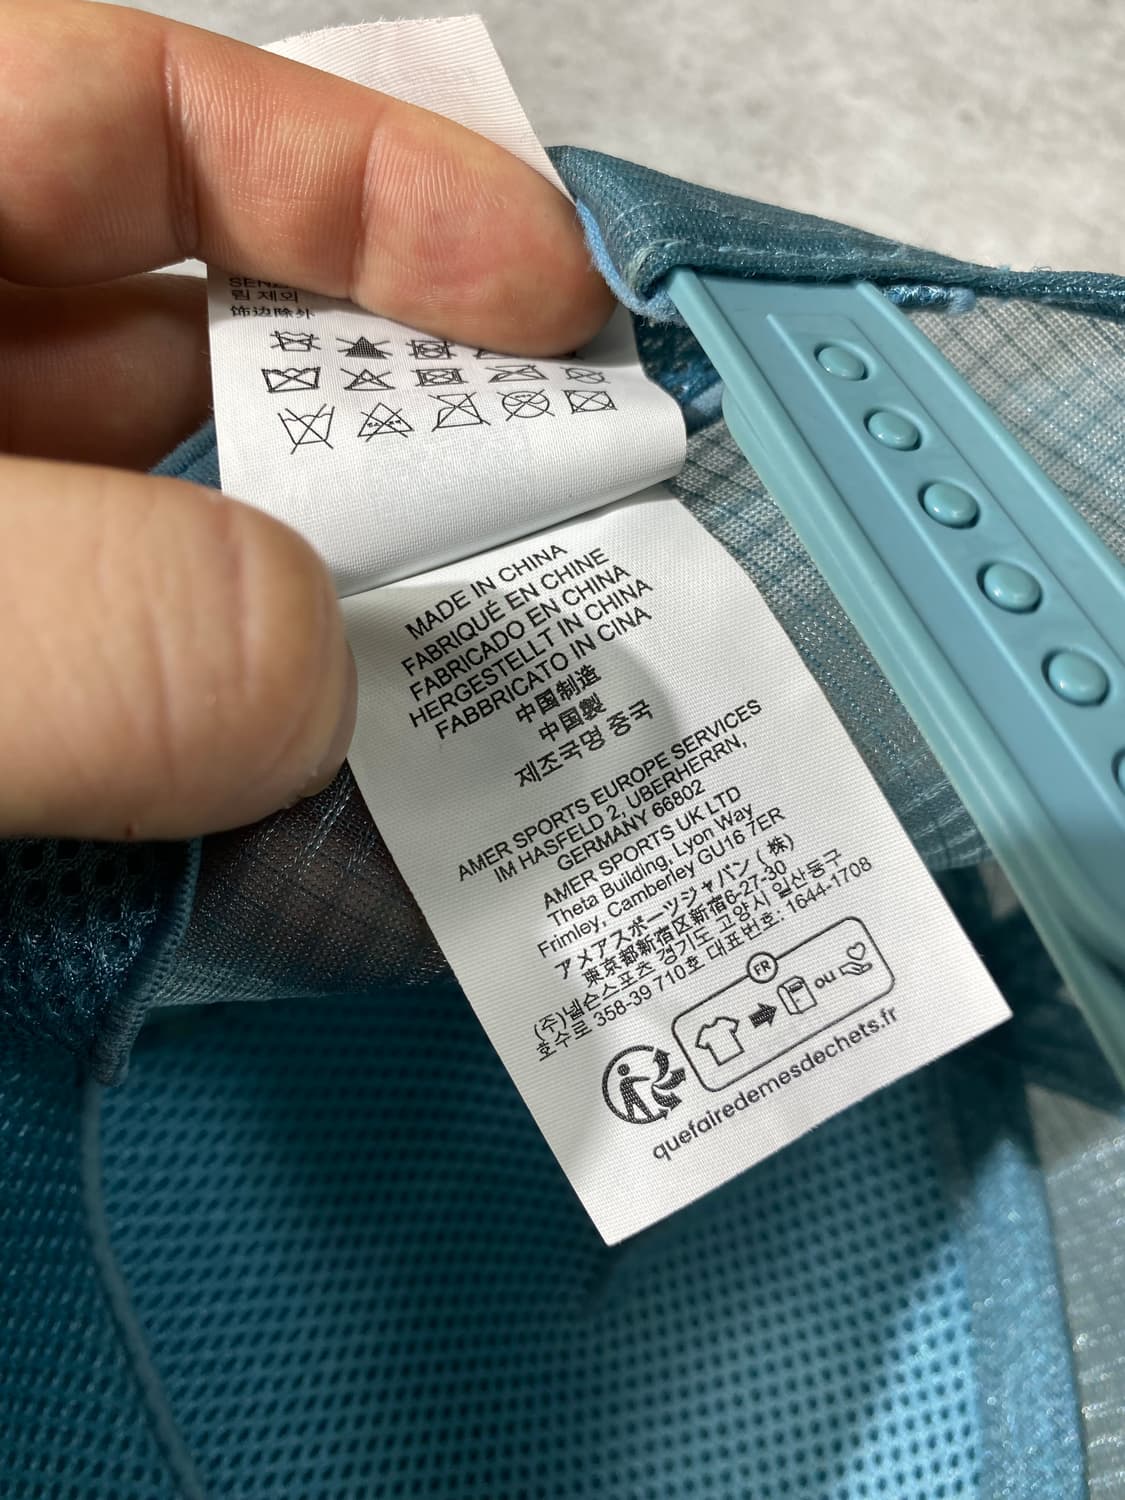 림 제외
饰边除外
MADE IN CHINA
FABRIQUÉ EN CHINE
FABRICADO EN CHINA
HERGESTELLT IN CHINA
FABBRICATO IN CINA
中国制造
中国製
제조국명 중국
AMER SPORTS EUROPE SERVICES
IM HASFELD 2, UBERHERRN,
GERMANY 66802
AMER SPORTS UK LTD
Theta Building, Lyon Way
Frimley, Camberley GU16 7ER
アメアスポーツジャパン (株)
東京都新宿区新宿6-27-30
(주)넬슨스포츠 경기도 고양시 일산동구
호수로 358-39 710호 대표번호: 1644-1708
FR
ou
quefairedemesdechets.fr